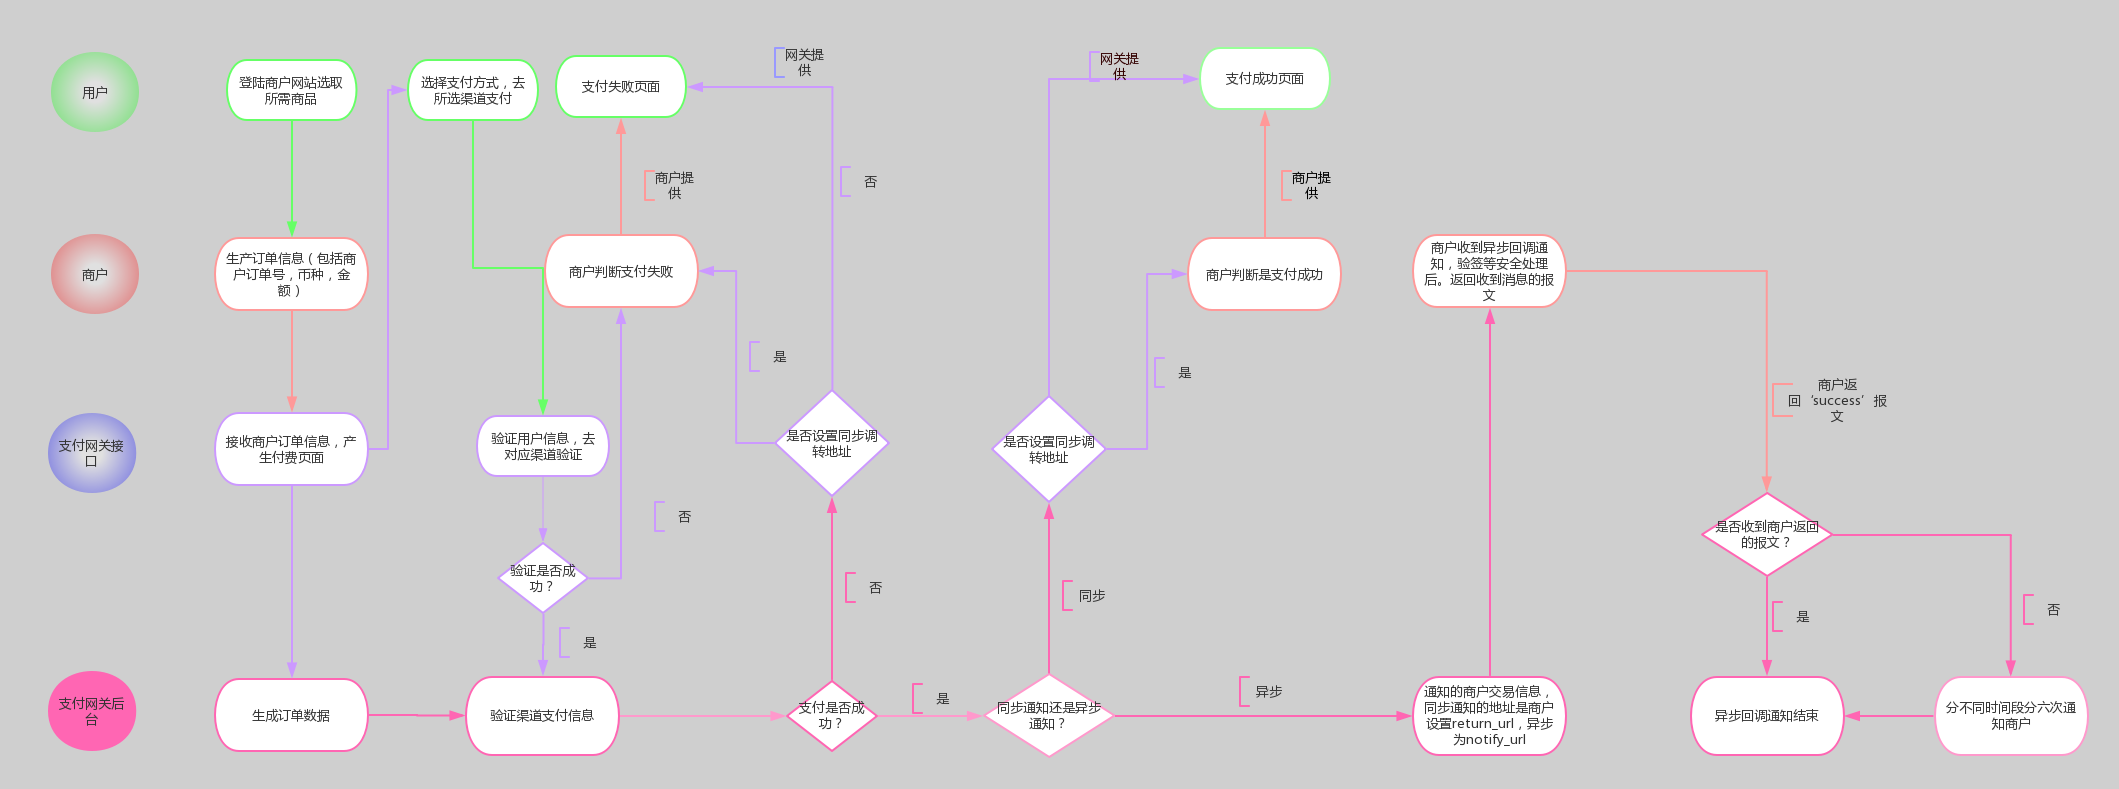 用户
登陆商户网站选取
所需商品
选择支付方式，去
所选渠道支付
支付失败页面
网关提
供
网关提
供
支付成功页面
商户提
供
否
商户提
供
商户
生产订单信息（包括商
户订单号，币种，金
额）
商户判断支付失败
商户判断是支付成功
商户收到异步回调通
知，验签等安全处理
后。返回收到消息的报
文
是
是
商户返
回‘success’报
文
支付网关接
口
接收商户订单信息，产
生付费页面
验证用户信息，去
对应渠道验证
是否设置同步调
转地址
是否设置同步调
转地址
否
是否收到商户返回
的报文？
验证是否成
功？
否
同步
是
否
是
支付网关后
台
生成订单数据
验证渠道支付信息
支付是否成
功？
是
同步通知还是异步
通知？
异步
通知的商户交易信息，
同步通知的地址是商户
设置return_url，异步
为notify_url
异步回调通知结束
分不同时间段分六次通
知商户